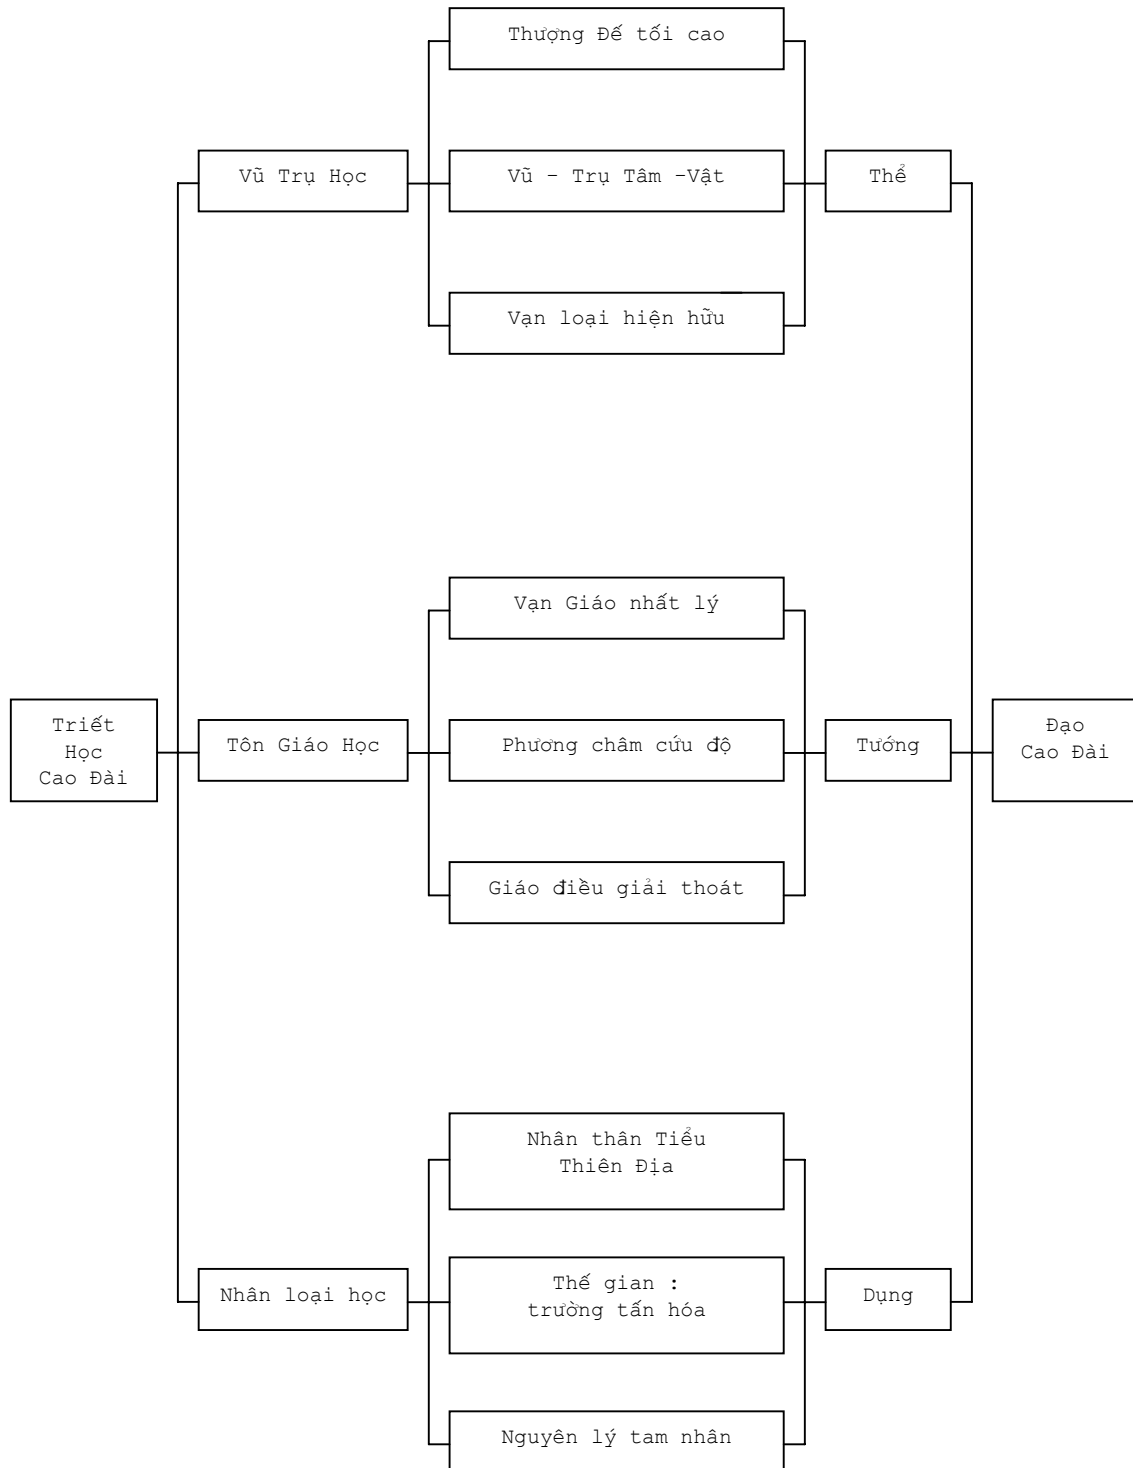 Thượng Đế tối cao
Vũ Trụ Học
Vũ – Trụ Tâm –Vật
Thể
Vạn loại hiện hữu
Vạn Giáo nhất lý
Triết
Học
Cao Đài
Tôn Giáo Học
Phương châm cứu độ
Tướng
Đạo
Cao Đài
Giáo điều giải thoát
Nhân thân Tiểu
Thiên Địa
Nhân loại học
Thế gian :
trường tấn hóa
Dụng
Nguyên lý tam nhân